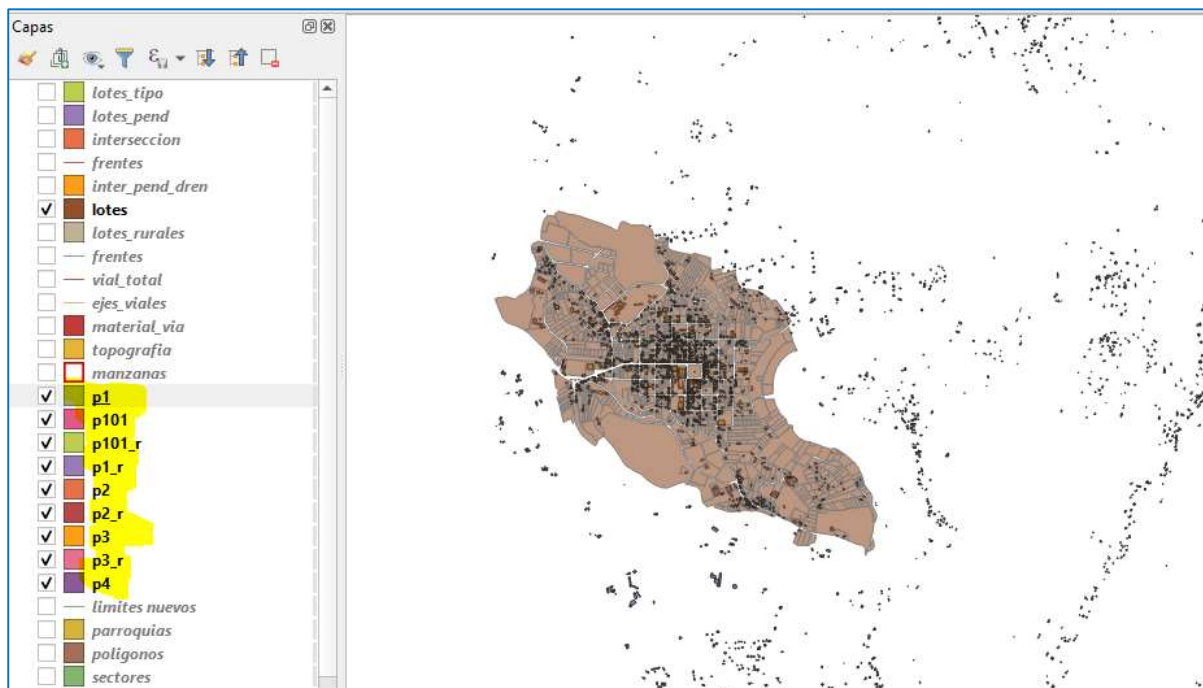 Capas
lotes_tipo
lotes_pend
interseccion
frentes
inter_pend_dren
lotes
lotes_rurales
frentes
vial_total
ejes_viales
material_via
topografia
manzanas
p1
p101
p101_r
p1_r
p2
p2_r
p3
p3_r
p4
limites nuevos
parroquias
poligonos
sectores